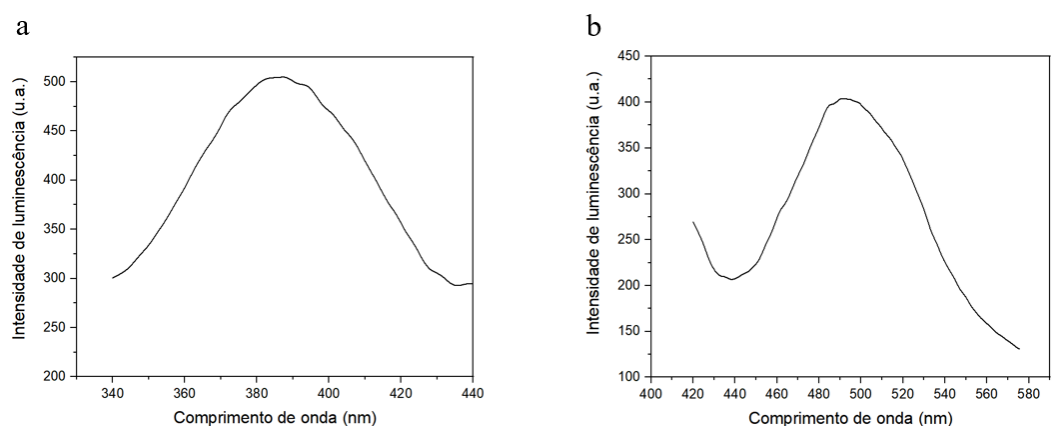 a
Intensidade de luminescência (u.a.)
500
450
400
350
300
250
200
340 360 380 400 420 440
Comprimento de onda (nm)
b
Intensidade de luminescência (u.a.)
450
400
350
300
250
200
150
100
400 420 440 460 480 500 520 540 560 580
Comprimento de onda (nm)